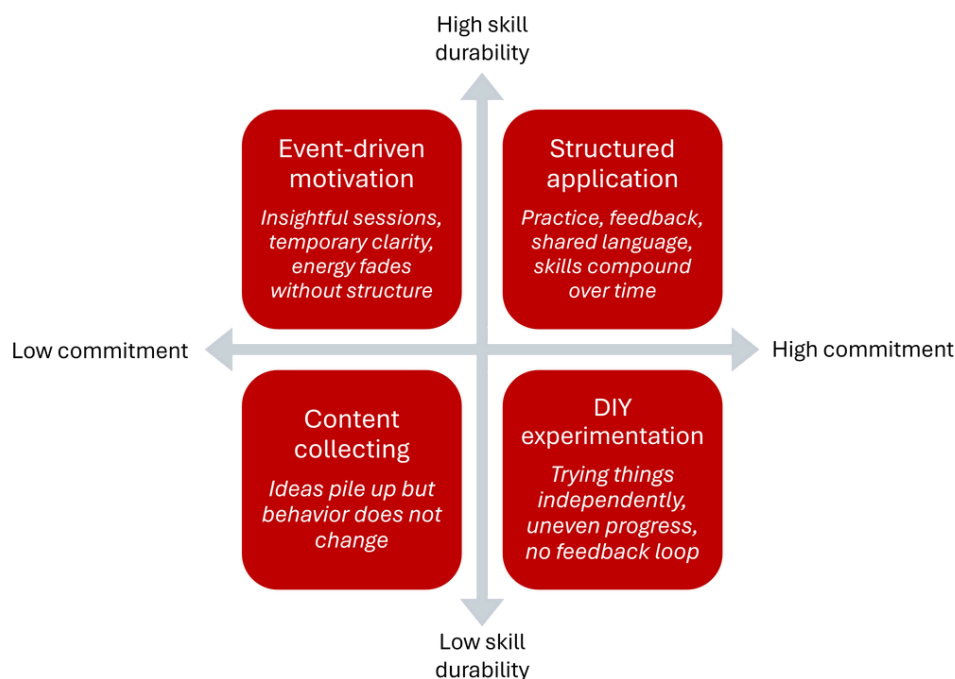 High skill
durability
Event-driven
motivation
Insightful sessions,
temporary clarity,
energy fades
without structure
Structured
application
Practice, feedback,
shared language,
skills compound
over time
Low commitment
High commitment
Content
collecting
Ideas pile up but
behavior does not
change
DIY
experimentation
Trying things
independently,
uneven progress,
no feedback loop
Low skill
durability